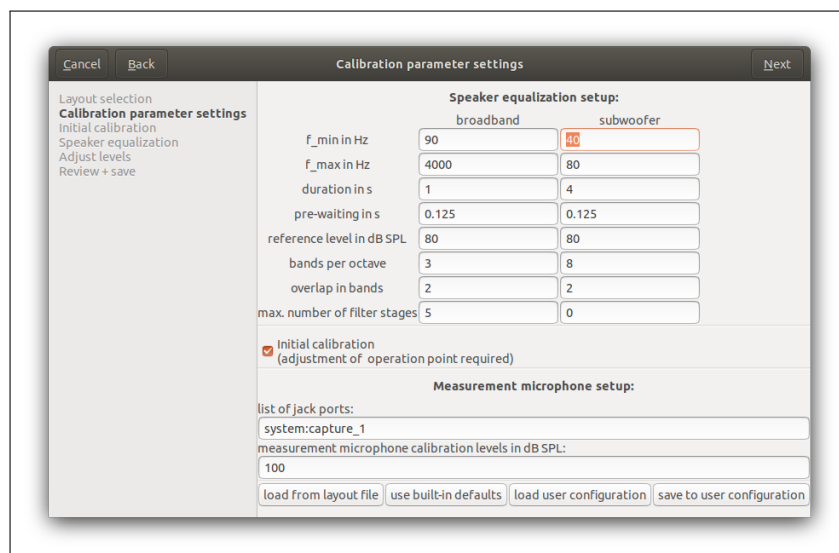 Cancel Back Calibration parameter settings Next
Layout selection
Calibration parameter settings
Initial calibration
Speaker equalization
Adjust levels
Review + save
Speaker equalization setup:
broadband subwoofer
f_min in Hz 90 40
f_max in Hz 4000 80
duration in s 1 4
pre-waiting in s 0.125 0.125
reference level in dB SPL 80 80
bands per octave 3 8
overlap in bands 2 2
max. number of filter stages 5 0
Initial calibration
(adjustment of operation point required)
Measurement microphone setup:
list of jack ports:
system:capture_1
measurement microphone calibration levels in dB SPL:
100
load from layout file use built-in defaults load user configuration save to user configuration